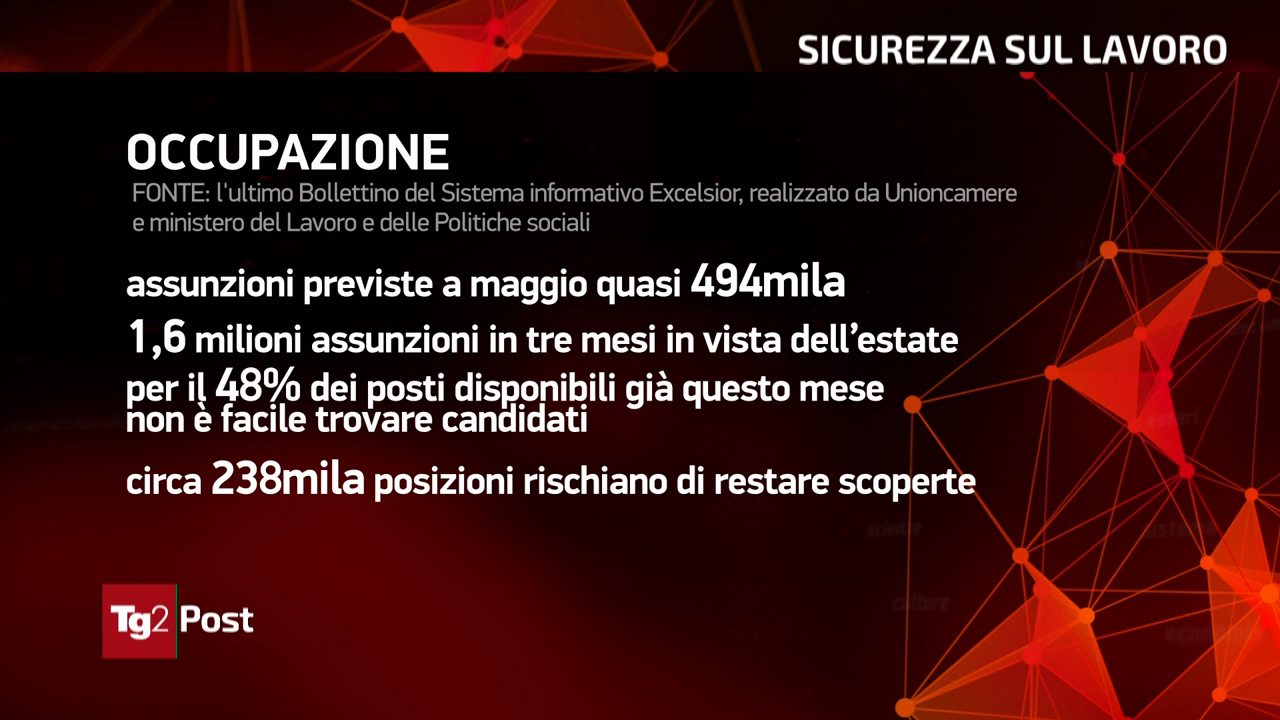 SICUREZZA SUL LAVORO
OCCUPAZIONE
FONTE: l'ultimo Bollettino del Sistema informativo Excelsior, realizzato da Unioncamere
e ministero del Lavoro e delle Politiche sociali
assunzioni previste a maggio quasi 494mila
1,6 milioni assunzioni in tre mesi in vista dell’estate
per il 48% dei posti disponibili già questo mese
non è facile trovare candidati
circa 238mila posizioni rischiano di restare scoperte
scienze
sistema
culture
Tg2 Post